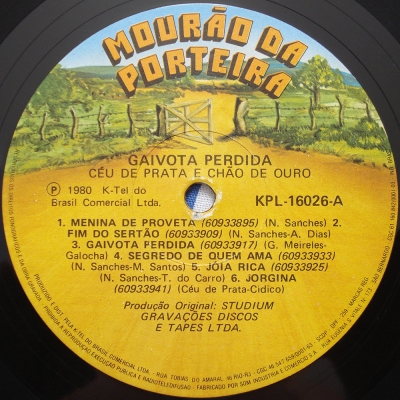 MOURÃO DA
PORTEIRA
GAIVOTA PERDIDA
CÉU DE PRATA E CHÃO DE OURO
Ⓟ 1980 K-Tel do
Brasil Comercial Ltda.
KPL-16026-A
1. MENINA DE PROVETA (60933895) (N. Sanches) 2.
FIM DO SERTÃO (60933909) (N. Sanches-A. Dias)
3. GAIVOTA FERDIDA (60933917) (G. Meireles-
Galocha) 4. SEGREDO DE QUEM AMA (60933933)
(N. Sanches-M. Santos) 5. JÓIA RICA (60933925)
(N. Sanches-T. do Carro) 6. JORGINA
(60933941) (Céu de Prata-Cidico)
Produção Original: STUDIUM
GRAVAÇÕES DISCOS
E TAPES LTDA.